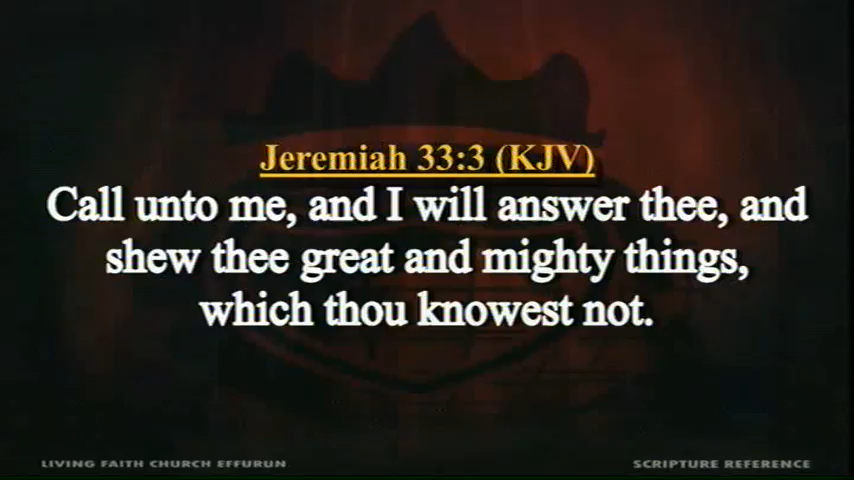 Jeremiah 33:3 (KJV)
Call unto me, and I will answer thee, and
shew thee great and mighty things,
which thou knowest not.
LIVING FAITH CHURCH EFFURUN
SCRIPTURE REFERENCE